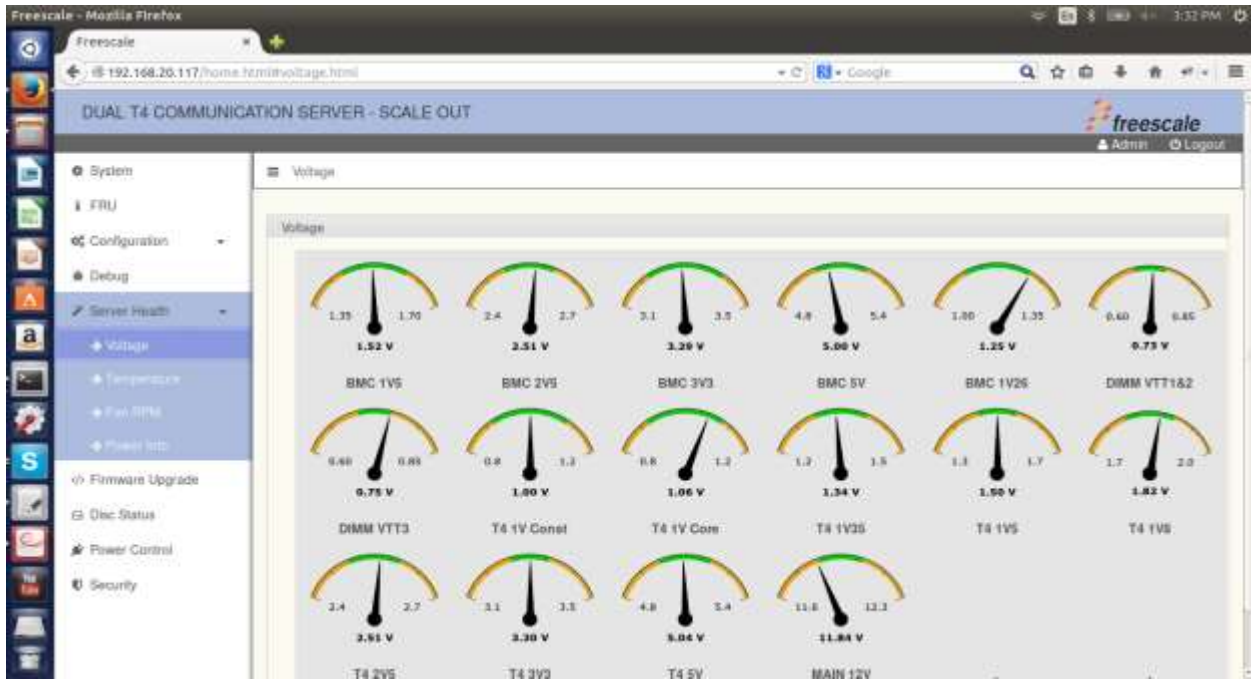 Freescale - Mozilla Firefox
En
3:32 PM
Freescale
192.168.20.117/home.html#voltage.html
Google
DUAL T4 COMMUNICATION SERVER - SCALE OUT
freescale
Admin Logout
System
Voltage
FRU
Configuration
Debug
Server Health
Voltage
Temperature
Fan RPM
Power Info
Firmware Upgrade
Disc Status
Power Control
Security
Voltage
1.35 1.70 2.4 2.7 3.1 3.5 4.8 5.4 1.00 1.35 0.60 0.85
1.52 V 2.51 V 3.29 V 5.00 V 1.25 V 0.73 V
BMC 1V5 BMC 2V5 BMC 3V3 BMC 5V BMC 1V26 DIMM VTT1&2
0.60 0.85 0.8 1.2 0.8 1.2 1.2 1.5 1.3 1.7 1.7 2.0
0.75 V 1.00 V 1.06 V 1.34 V 1.50 V 1.82 V
DIMM VTT3 T4 1V Const T4 1V Core T4 1V35 T4 1V5 T4 1V8
2.4 2.7 3.1 3.5 4.8 5.4 12.3
2.51 V 3.30 V 5.04 V 11.84 V
T4 2V5 T4 3V3 T4 5V MAIN 12V